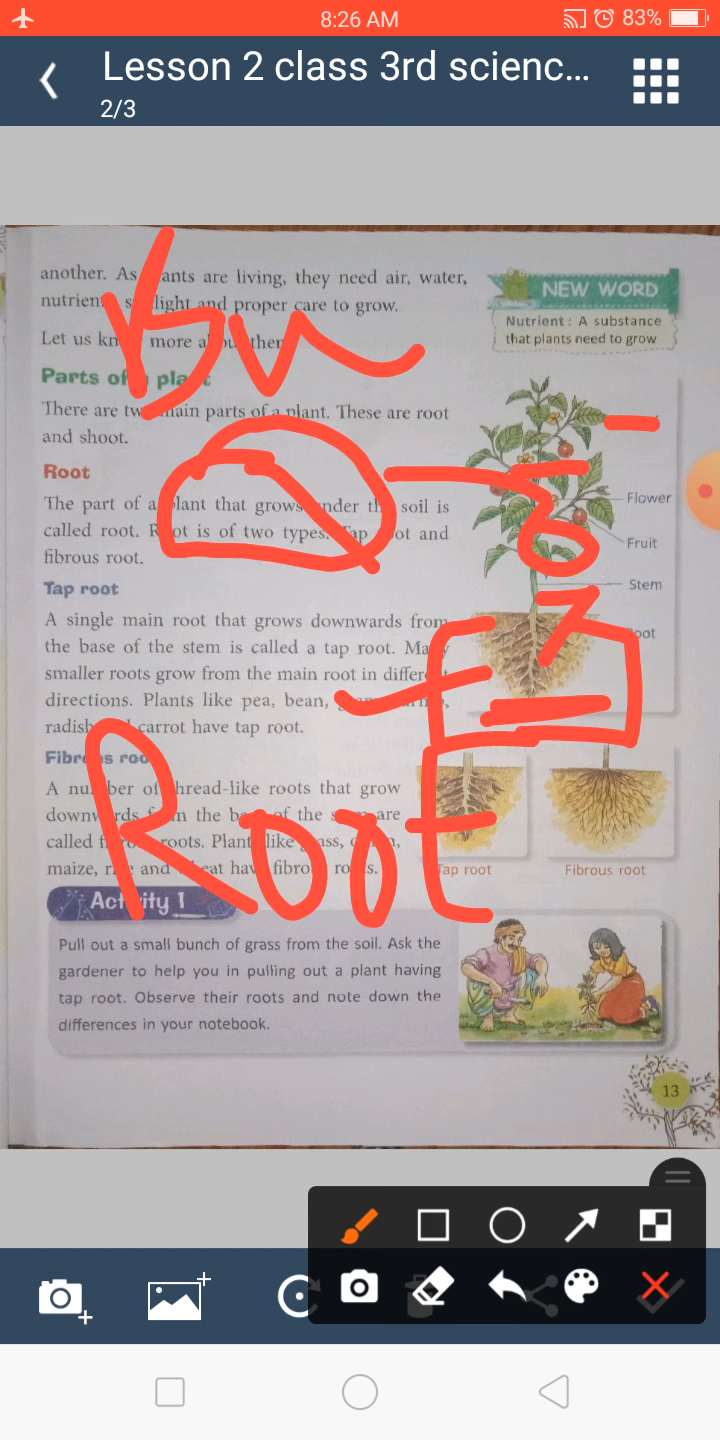 8:26 AM
83%
Lesson 2 class 3rd scienc...
2/3
another. As plants are living, they need air, water,
nutrients, sunlight and proper care to grow.
Let us know more about them.
NEW WORD
Nutrient : A substance
that plants need to grow
Parts of a plant
There are two main parts of a plant. These are root
and shoot.
Root
The part of a plant that grows under the soil is
called root. Root is of two types. Tap root and
fibrous root.
Flower
Fruit
Stem
Root
Tap root
A single main root that grows downwards from
the base of the stem is called a tap root. Many
smaller roots grow from the main root in different
directions. Plants like pea, bean,
radish and carrot have tap root.
Fibrous root
A number of thread-like roots that grow
downwards from the base of the stem are
called fibrous roots. Plants like grass,
maize, rice and wheat have fibrous roots.
Tap root
Fibrous root
Root
Activity 1
Pull out a small bunch of grass from the soil. Ask the
gardener to help you in pulling out a plant having
tap root. Observe their roots and note down the
differences in your notebook.
13